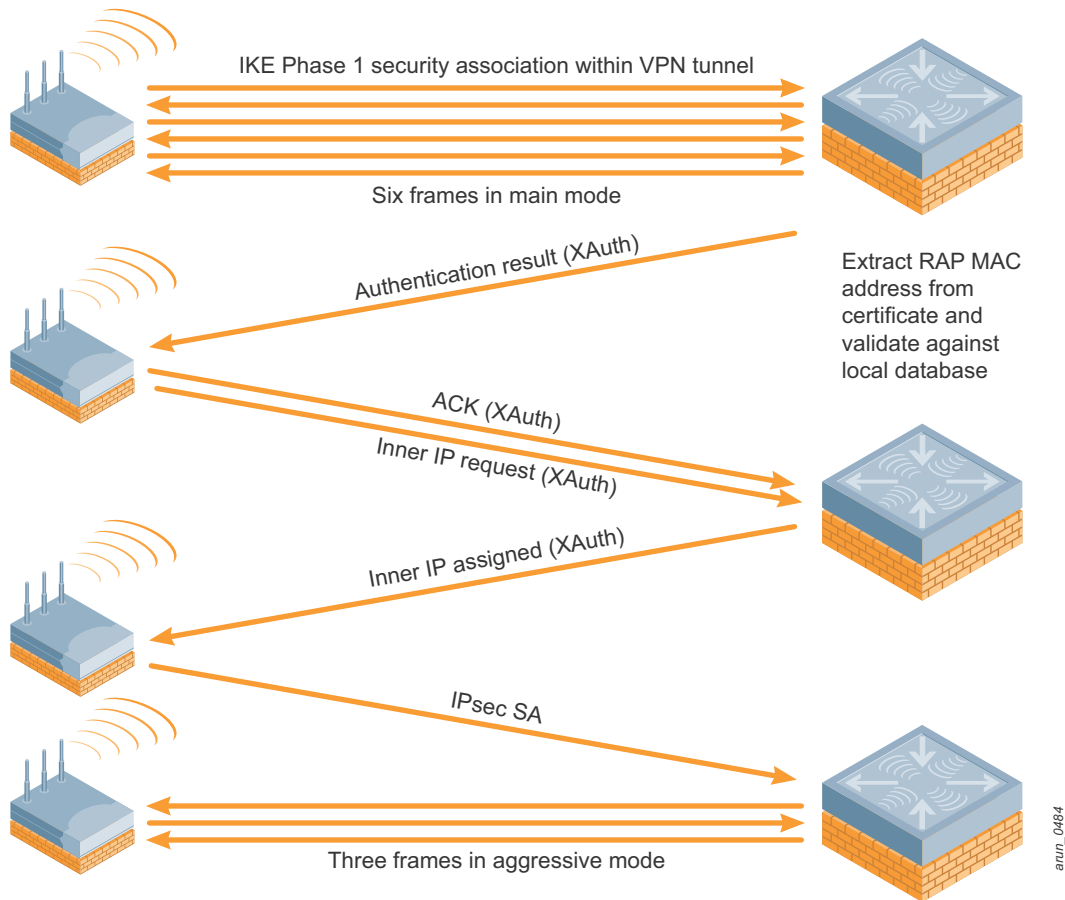 IKE Phase 1 security association within VPN tunnel
Six frames in main mode
Authentication result (XAuth)
Extract RAP MAC
address from
certificate and
validate against
local database
ACK (XAuth)
Inner IP request (XAuth)
Inner IP assigned (XAuth)
IPsec SA
Three frames in aggressive mode
arun_0484